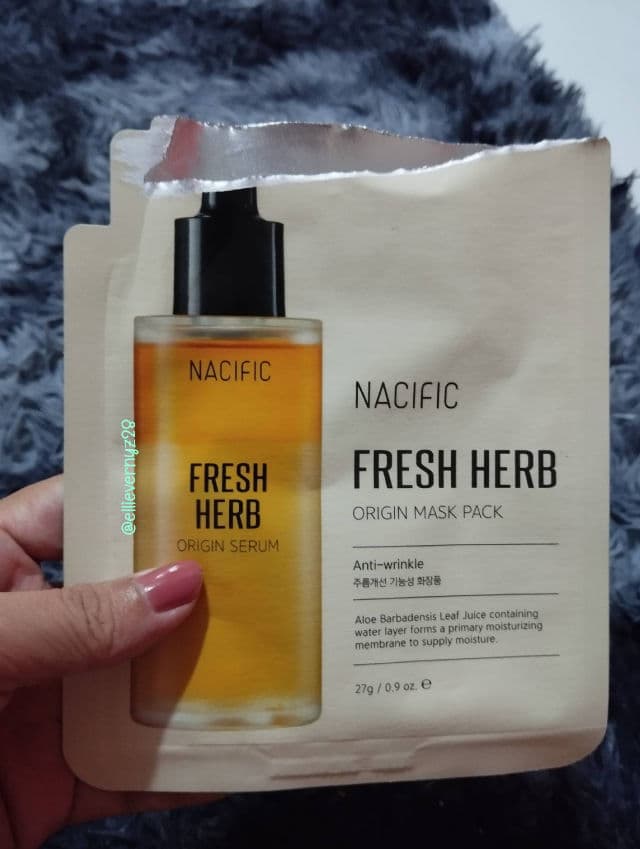 NACIFIC
FRESH
HERB
ORIGIN SERUM
@ellievernyz28
NACIFIC
FRESH HERB
ORIGIN MASK PACK
Anti-wrinkle
주름개선 기능성 화장품
Aloe Barbadensis Leaf Juice containing
water layer forms a primary moisturizing
membrane to supply moisture.
27g / 0.9 oz. ℮